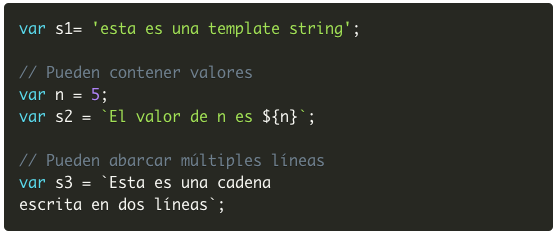 var s1= 'esta es una template string';
// Pueden contener valores
var n = 5;
var s2 = `El valor de n es ${n}`;
// Pueden abarcar múltiples líneas
var s3 = `Esta es una cadena
escrita en dos líneas`;